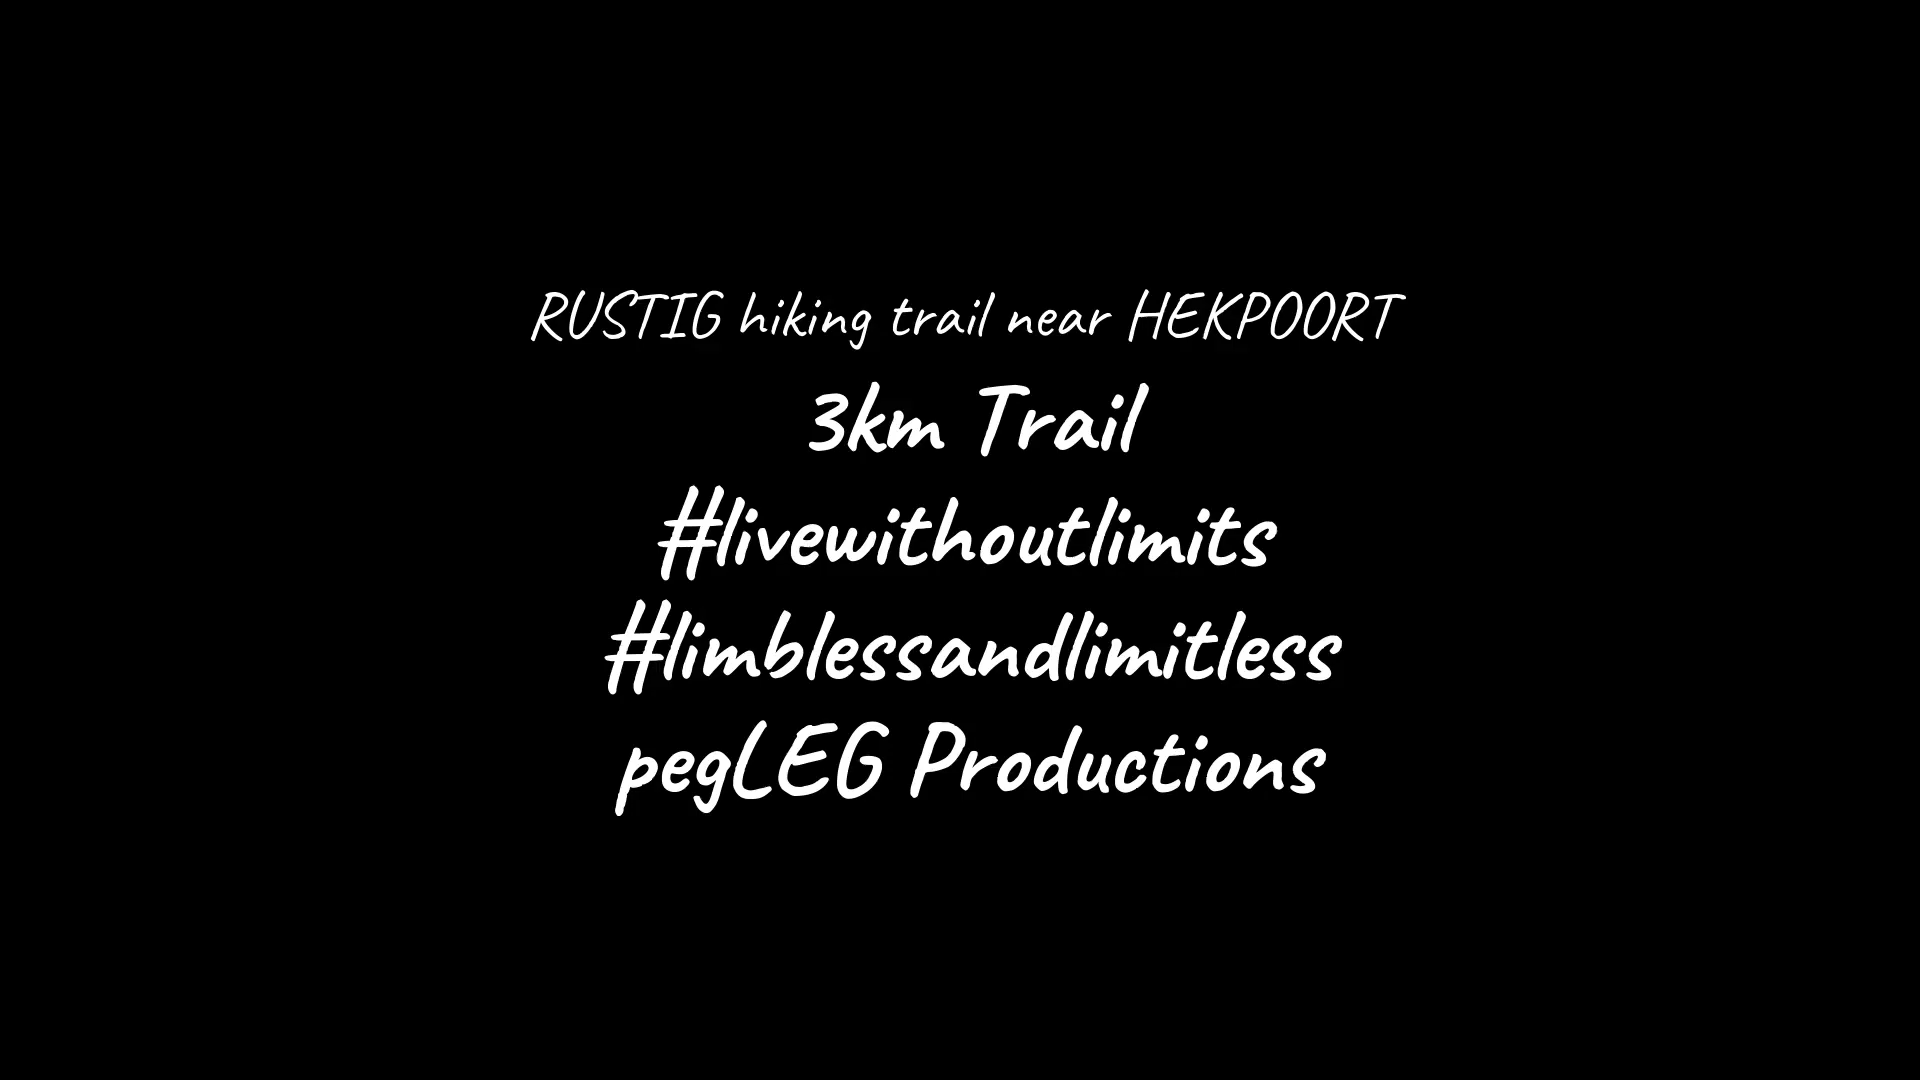 RUSTIG hiking trail near HEKPOORT
3km Trail
#livewithoutlimits
#limblessandlimitless
pegLEG Productions